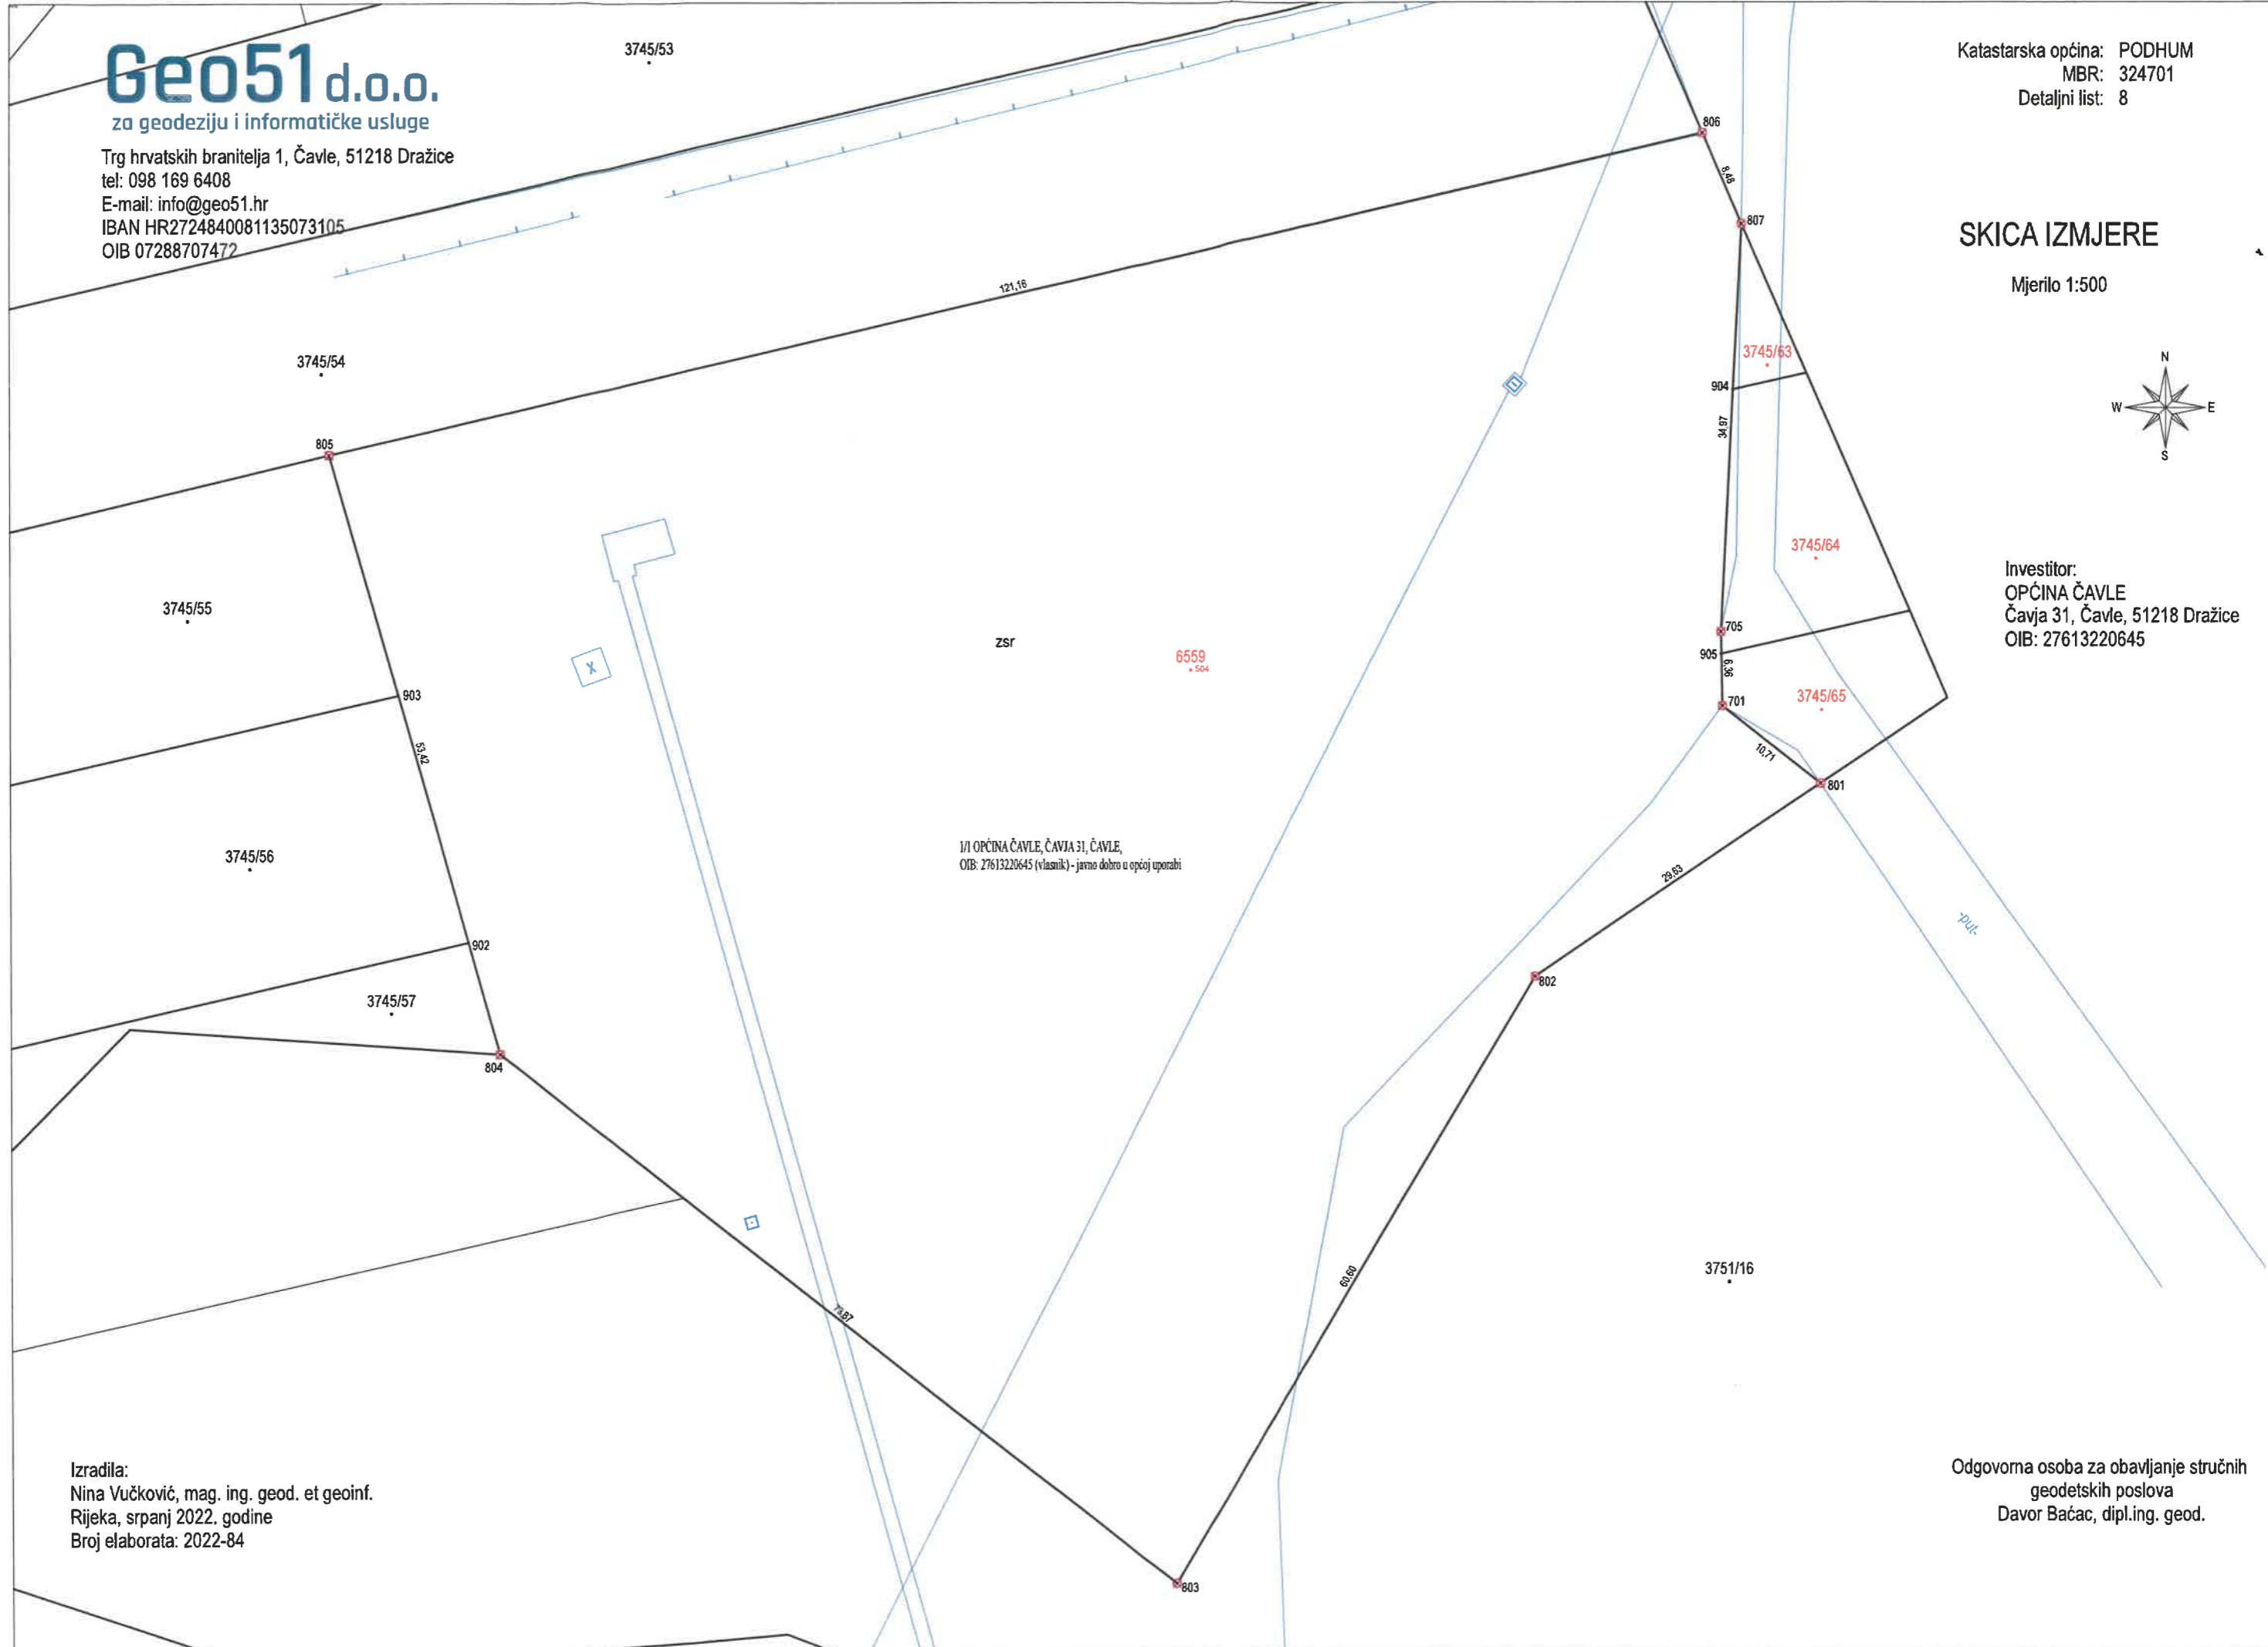 Geo51 d.o.o.
za geodeziju i informatičke usluge
Trg hrvatskih branitelja 1, Čavle, 51218 Dražice
tel: 098 169 6408
E-mail: info@geo51.hr
IBAN HR2724840081135073105
OIB 07288707472
3745/53
Katastarska općina: PODHUM
MBR: 324701
Detaljni list: 8
806
8,48
807
SKICA IZMJERE
Mjerilo 1:500
121,16
3745/54
3745/63
904
N
W
E
S
34,97
805
3745/64
Investitor:
OPĆINA ČAVLE
Čavja 31, Čavle, 51218 Dražice
OIB: 27613220645
3745/55
zsr
6559
504
705
905
6,36
X
903
701
3745/65
53,42
10,71
801
1/1 OPĆINA ČAVLE, ČAVJA 31, ČAVLE,
OIB: 27613220645 (vlasnik) - javno dobro u općoj uporabi
3745/56
29,63
-put-
902
802
3745/57
804
60,60
3751/16
73,87
803
Izradila:
Nina Vučković, mag. ing. geod. et geoinf.
Rijeka, srpanj 2022. godine
Broj elaborata: 2022-84
Odgovorna osoba za obavljanje stručnih
geodetskih poslova
Davor Baćac, dipl.ing. geod.